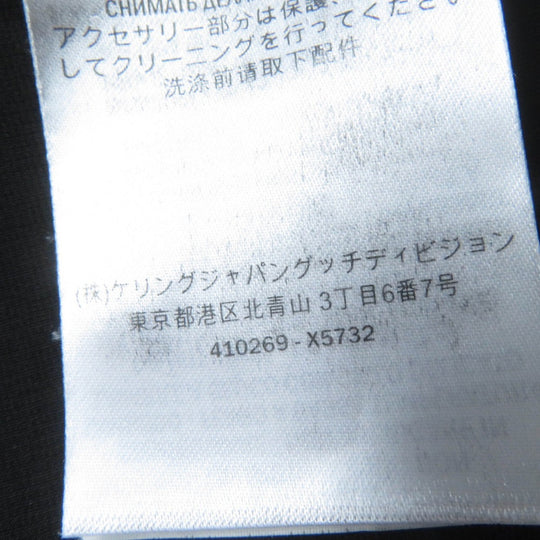 СНИМАТЬ
アクセサリー部分は保護、
してクリーニングを行ってください
洗涤前请取下配件
(株)ケリングジャパングッチディビジョン
東京都港区北青山 3丁目6番7号
410269 - X5732